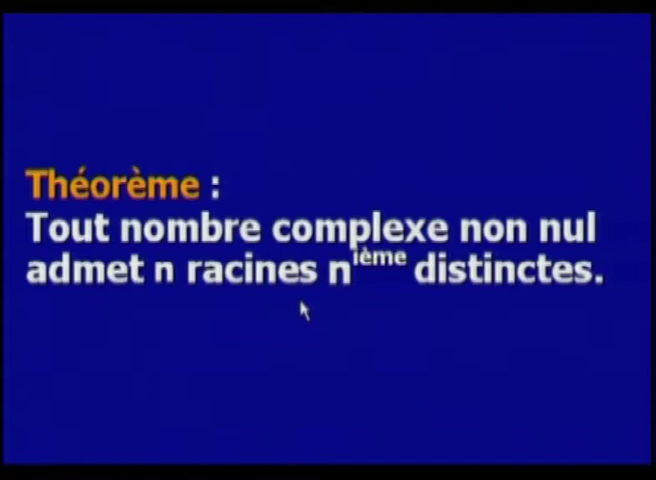 Théorème :
Tout nombre complexe non nul
admet n racines nième distinctes.